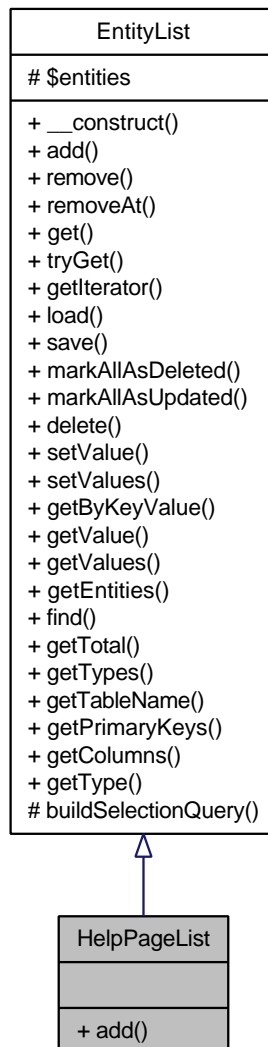 EntityList
# $entities
+ __construct()
+ add()
+ remove()
+ removeAt()
+ get()
+ tryGet()
+ getIterator()
+ load()
+ save()
+ markAllAsDeleted()
+ markAllAsUpdated()
+ delete()
+ setValue()
+ setValues()
+ getByKeyValue()
+ getValue()
+ getValues()
+ getEntities()
+ find()
+ getTotal()
+ getTypes()
+ getTableName()
+ getPrimaryKeys()
+ getColumns()
+ getType()
# buildSelectionQuery()
HelpPageList
+ add()